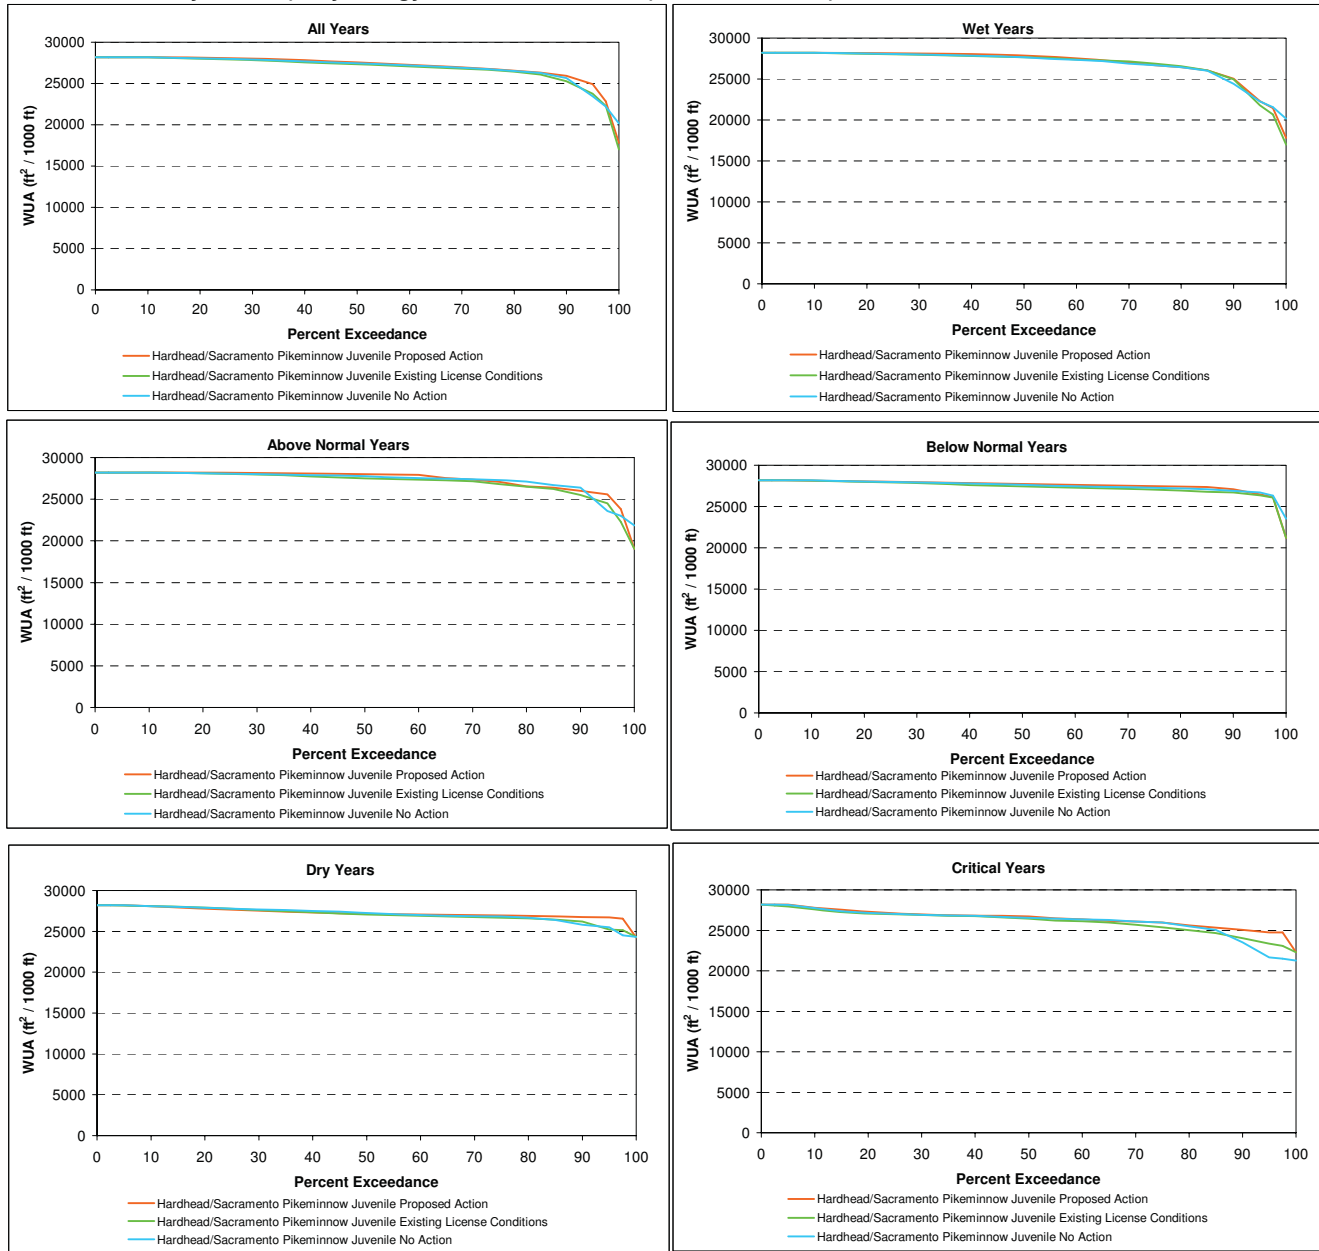 All Years
30000
25000
20000
15000
10000
5000
0
WUA (ft² / 1000 ft)
0 10 20 30 40 50 60 70 80 90 100
Percent Exceedance
Hardhead/Sacramento Pikeminnow Juvenile Proposed Action
Hardhead/Sacramento Pikeminnow Juvenile Existing License Conditions
Hardhead/Sacramento Pikeminnow Juvenile No Action
Wet Years
30000
25000
20000
15000
10000
5000
0
WUA (ft² / 1000 ft)
0 10 20 30 40 50 60 70 80 90 100
Percent Exceedance
Hardhead/Sacramento Pikeminnow Juvenile Proposed Action
Hardhead/Sacramento Pikeminnow Juvenile Existing License Conditions
Hardhead/Sacramento Pikeminnow Juvenile No Action
Above Normal Years
30000
25000
20000
15000
10000
5000
0
WUA (ft² / 1000 ft)
0 10 20 30 40 50 60 70 80 90 100
Percent Exceedance
Hardhead/Sacramento Pikeminnow Juvenile Proposed Action
Hardhead/Sacramento Pikeminnow Juvenile Existing License Conditions
Hardhead/Sacramento Pikeminnow Juvenile No Action
Below Normal Years
30000
25000
20000
15000
10000
5000
0
WUA (ft² / 1000 ft)
0 10 20 30 40 50 60 70 80 90 100
Percent Exceedance
Hardhead/Sacramento Pikeminnow Juvenile Proposed Action
Hardhead/Sacramento Pikeminnow Juvenile Existing License Conditions
Hardhead/Sacramento Pikeminnow Juvenile No Action
Dry Years
30000
25000
20000
15000
10000
5000
0
WUA (ft² / 1000 ft)
0 10 20 30 40 50 60 70 80 90 100
Percent Exceedance
Hardhead/Sacramento Pikeminnow Juvenile Proposed Action
Hardhead/Sacramento Pikeminnow Juvenile Existing License Conditions
Hardhead/Sacramento Pikeminnow Juvenile No Action
Critical Years
30000
25000
20000
15000
10000
5000
0
WUA (ft² / 1000 ft)
0 10 20 30 40 50 60 70 80 90 100
Percent Exceedance
Hardhead/Sacramento Pikeminnow Juvenile Proposed Action
Hardhead/Sacramento Pikeminnow Juvenile Existing License Conditions
Hardhead/Sacramento Pikeminnow Juvenile No Action